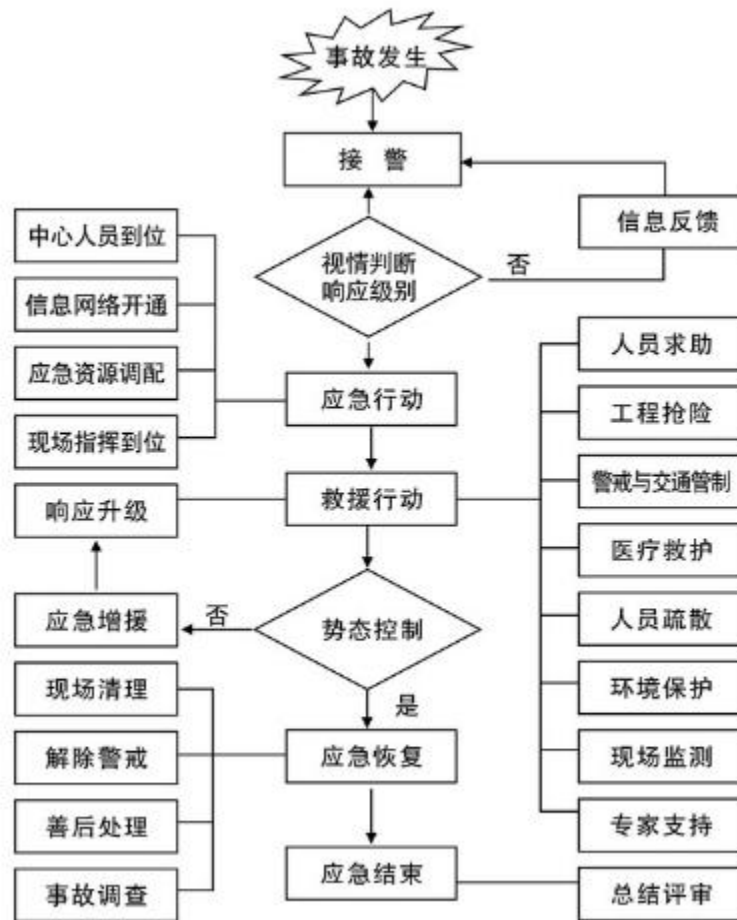 事故发生
接 警
信息反馈
中心人员到位
视情判断
响应级别
否
信息网络开通
人员求助
应急资源调配
应急行动
工程抢险
现场指挥到位
警戒与交通管制
响应升级
救援行动
医疗救护
应急增援
否
势态控制
人员疏散
现场清理
是
环境保护
解除警戒
应急恢复
现场监测
善后处理
专家支持
事故调查
应急结束
总结评审